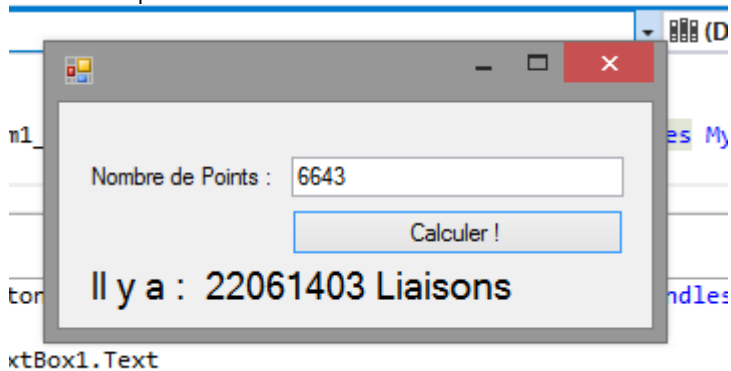 (D
m1_
es My
Nombre de Points : 6643
Calculer !
Il y a : 22061403 Liaisons
ton
ndles
xtBox1.Text